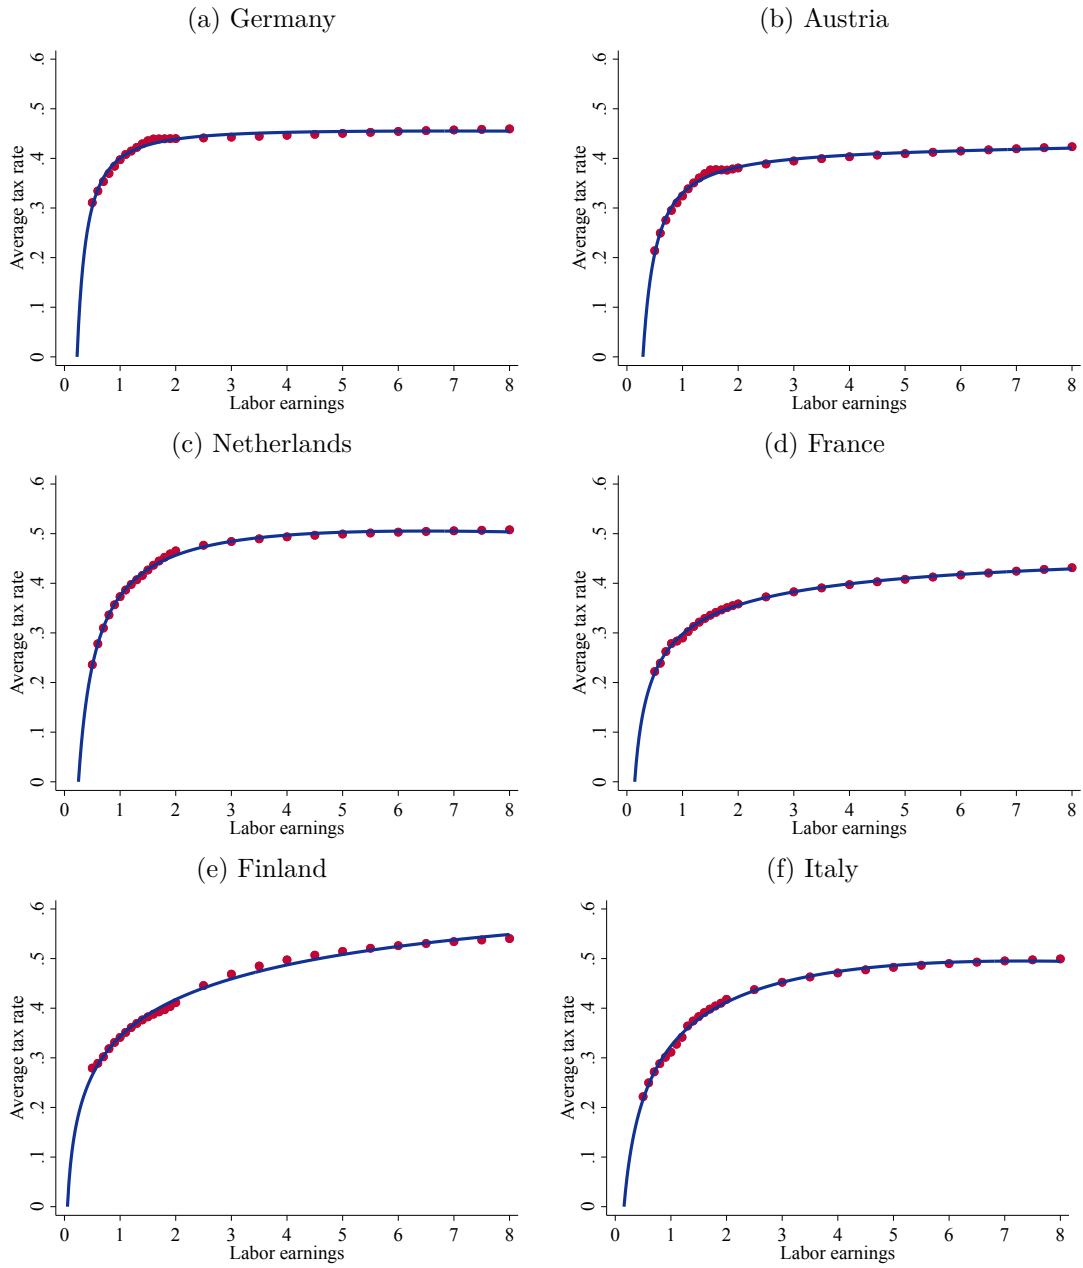 (a) Germany
Average tax rate
.6
.5
.4
.3
.2
.1
0
0 1 2 3 4 5 6 7 8
Labor earnings
(b) Austria
Average tax rate
.6
.5
.4
.3
.2
.1
0
0 1 2 3 4 5 6 7 8
Labor earnings
(c) Netherlands
Average tax rate
.6
.5
.4
.3
.2
.1
0
0 1 2 3 4 5 6 7 8
Labor earnings
(d) France
Average tax rate
.6
.5
.4
.3
.2
.1
0
0 1 2 3 4 5 6 7 8
Labor earnings
(e) Finland
Average tax rate
.6
.5
.4
.3
.2
.1
0
0 1 2 3 4 5 6 7 8
Labor earnings
(f) Italy
Average tax rate
.6
.5
.4
.3
.2
.1
0
0 1 2 3 4 5 6 7 8
Labor earnings